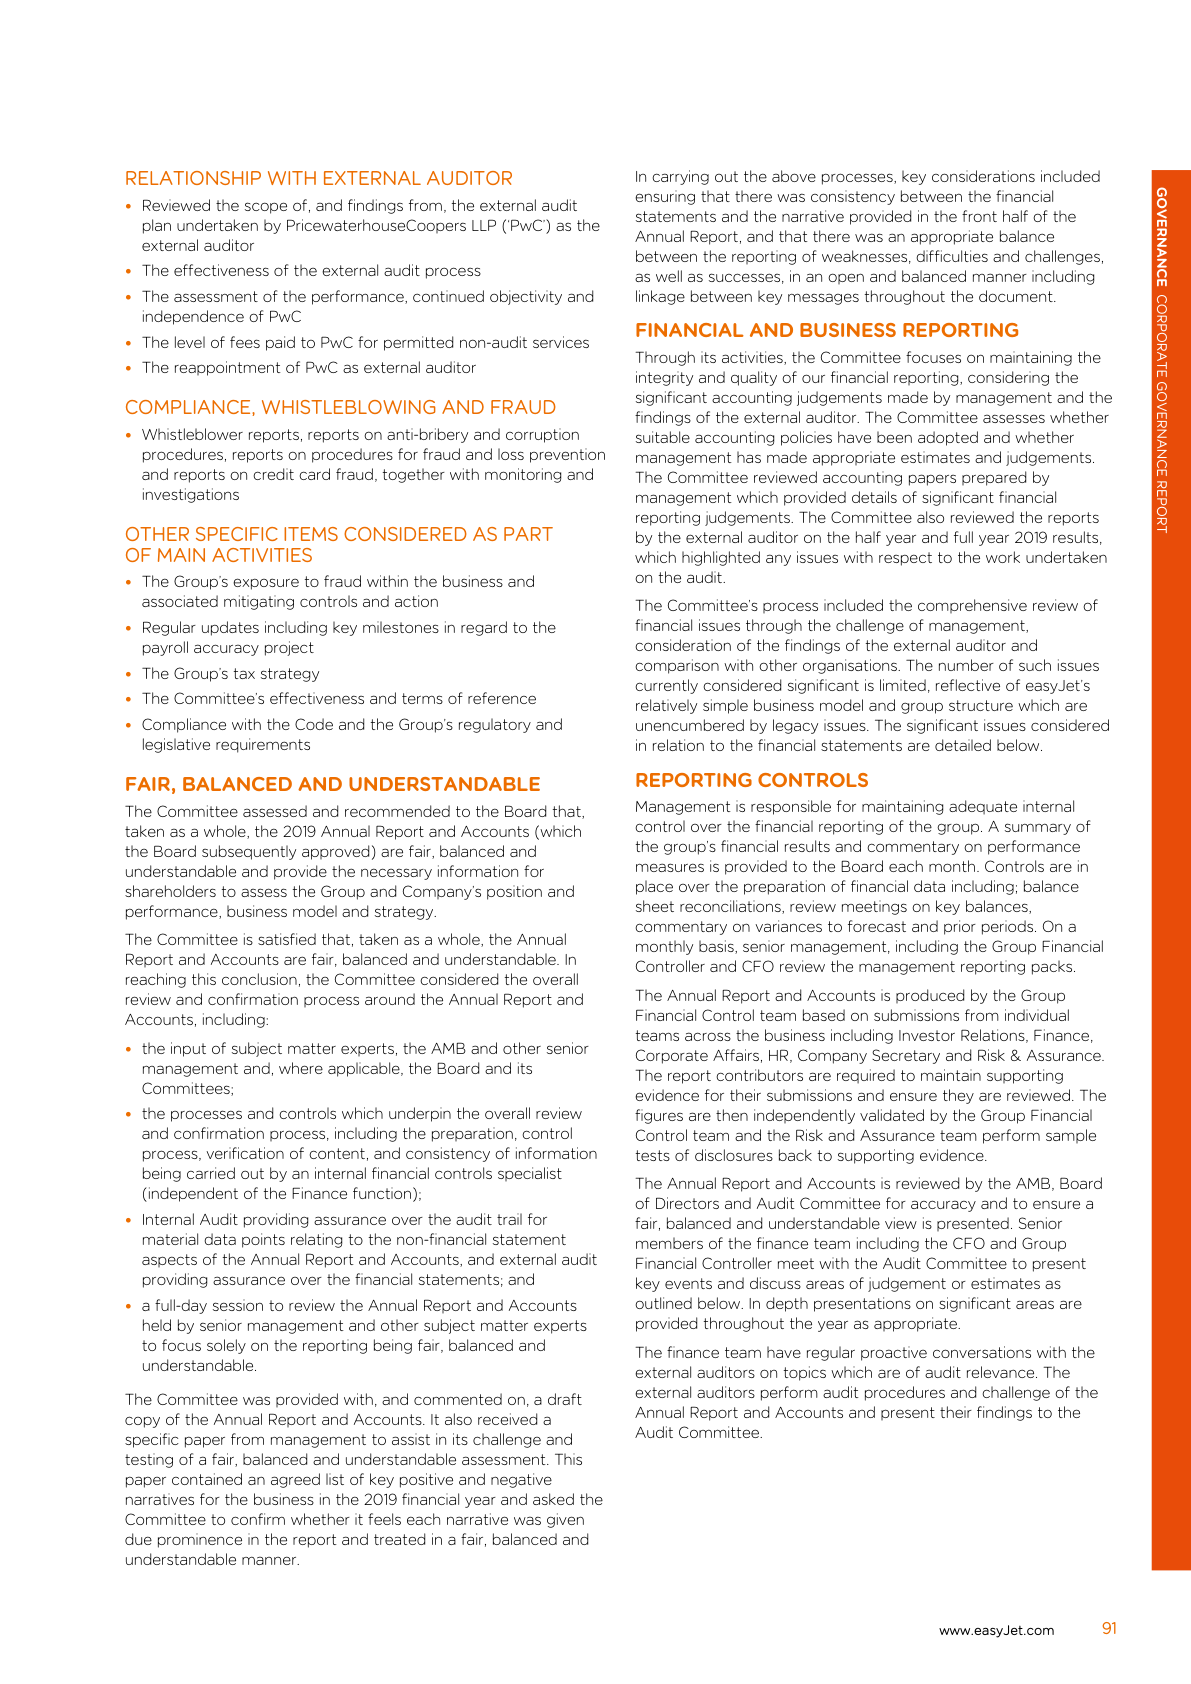 RELATIONSHIP WITH EXTERNAL AUDITOR
• Reviewed the scope of, and findings from, the external audit
plan undertaken by PricewaterhouseCoopers LLP (‘PwC’) as the
external auditor
• The effectiveness of the external audit process
• The assessment of the performance, continued objectivity and
independence of PwC
• The level of fees paid to PwC for permitted non-audit services
• The reappointment of PwC as external auditor
COMPLIANCE, WHISTLEBLOWING AND FRAUD
• Whistleblower reports, reports on anti-bribery and corruption
procedures, reports on procedures for fraud and loss prevention
and reports on credit card fraud, together with monitoring and
investigations
OTHER SPECIFIC ITEMS CONSIDERED AS PART
OF MAIN ACTIVITIES
• The Group’s exposure to fraud within the business and
associated mitigating controls and action
• Regular updates including key milestones in regard to the
payroll accuracy project
• The Group’s tax strategy
• The Committee’s effectiveness and terms of reference
• Compliance with the Code and the Group’s regulatory and
legislative requirements
FAIR, BALANCED AND UNDERSTANDABLE
The Committee assessed and recommended to the Board that,
taken as a whole, the 2019 Annual Report and Accounts (which
the Board subsequently approved) are fair, balanced and
understandable and provide the necessary information for
shareholders to assess the Group and Company’s position and
performance, business model and strategy.
The Committee is satisfied that, taken as a whole, the Annual
Report and Accounts are fair, balanced and understandable. In
reaching this conclusion, the Committee considered the overall
review and confirmation process around the Annual Report and
Accounts, including:
• the input of subject matter experts, the AMB and other senior
management and, where applicable, the Board and its
Committees;
• the processes and controls which underpin the overall review
and confirmation process, including the preparation, control
process, verification of content, and consistency of information
being carried out by an internal financial controls specialist
(independent of the Finance function);
• Internal Audit providing assurance over the audit trail for
material data points relating to the non-financial statement
aspects of the Annual Report and Accounts, and external audit
providing assurance over the financial statements; and
• a full-day session to review the Annual Report and Accounts
held by senior management and other subject matter experts
to focus solely on the reporting being fair, balanced and
understandable.
The Committee was provided with, and commented on, a draft
copy of the Annual Report and Accounts. It also received a
specific paper from management to assist in its challenge and
testing of a fair, balanced and understandable assessment. This
paper contained an agreed list of key positive and negative
narratives for the business in the 2019 financial year and asked the
Committee to confirm whether it feels each narrative was given
due prominence in the report and treated in a fair, balanced and
understandable manner.
In carrying out the above processes, key considerations included
ensuring that there was consistency between the financial
statements and the narrative provided in the front half of the
Annual Report, and that there was an appropriate balance
between the reporting of weaknesses, difficulties and challenges,
as well as successes, in an open and balanced manner including
linkage between key messages throughout the document.
FINANCIAL AND BUSINESS REPORTING
Through its activities, the Committee focuses on maintaining the
integrity and quality of our financial reporting, considering the
significant accounting judgements made by management and the
findings of the external auditor. The Committee assesses whether
suitable accounting policies have been adopted and whether
management has made appropriate estimates and judgements.
The Committee reviewed accounting papers prepared by
management which provided details of significant financial
reporting judgements. The Committee also reviewed the reports
by the external auditor on the half year and full year 2019 results,
which highlighted any issues with respect to the work undertaken
on the audit.
The Committee’s process included the comprehensive review of
financial issues through the challenge of management,
consideration of the findings of the external auditor and
comparison with other organisations. The number of such issues
currently considered significant is limited, reflective of easyJet’s
relatively simple business model and group structure which are
unencumbered by legacy issues. The significant issues considered
in relation to the financial statements are detailed below.
REPORTING CONTROLS
Management is responsible for maintaining adequate internal
control over the financial reporting of the group. A summary of
the group’s financial results and commentary on performance
measures is provided to the Board each month. Controls are in
place over the preparation of financial data including; balance
sheet reconciliations, review meetings on key balances,
commentary on variances to forecast and prior periods. On a
monthly basis, senior management, including the Group Financial
Controller and CFO review the management reporting packs.
The Annual Report and Accounts is produced by the Group
Financial Control team based on submissions from individual
teams across the business including Investor Relations, Finance,
Corporate Affairs, HR, Company Secretary and Risk & Assurance.
The report contributors are required to maintain supporting
evidence for their submissions and ensure they are reviewed. The
figures are then independently validated by the Group Financial
Control team and the Risk and Assurance team perform sample
tests of disclosures back to supporting evidence.
The Annual Report and Accounts is reviewed by the AMB, Board
of Directors and Audit Committee for accuracy and to ensure a
fair, balanced and understandable view is presented. Senior
members of the finance team including the CFO and Group
Financial Controller meet with the Audit Committee to present
key events and discuss areas of judgement or estimates as
outlined below. In depth presentations on significant areas are
provided throughout the year as appropriate.
The finance team have regular proactive conversations with the
external auditors on topics which are of audit relevance. The
external auditors perform audit procedures and challenge of the
Annual Report and Accounts and present their findings to the
Audit Committee.
GOVERNANCE CORPORATE GOVERNANCE REPORT
www.easyJet.com 91